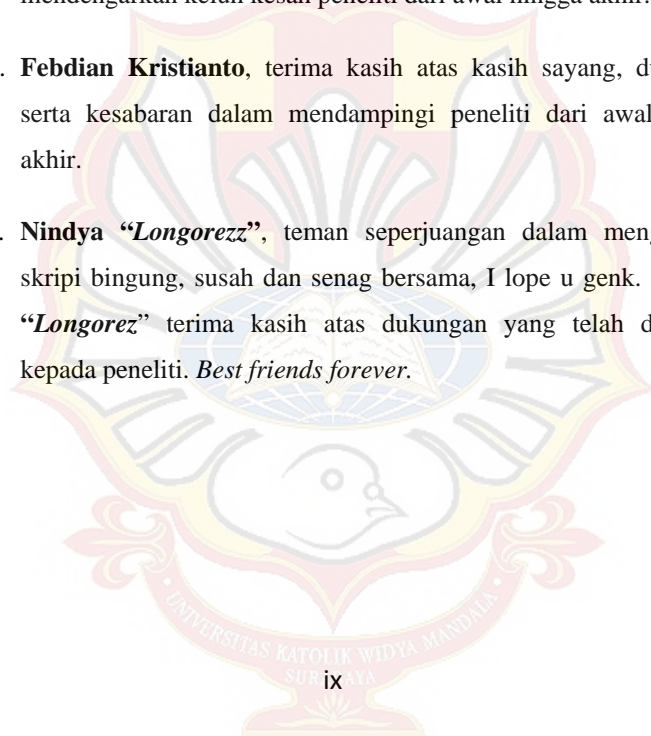 mendengarkan keluh kesah peneliti dari awal hingga akhir.
. Febdian Kristianto, terima kasih atas kasih sayang, du
serta kesabaran dalam mendampingi peneliti dari awal
akhir.
. Nindya “Longorezz”, teman seperjuangan dalam meng
skripi bingung, susah dan senag bersama, I lope u genk.
“Longorez” terima kasih atas dukungan yang telah d
kepada peneliti. Best friends forever.
UNIVERSITAS KATOLIK WIDYA MANDALA
SURABAYA
ix